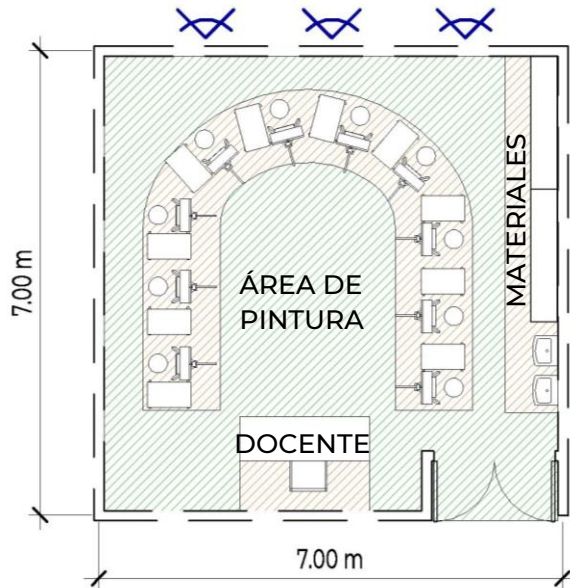 MATERIALES
7.00 m
ÁREA DE
PINTURA
DOCENTE
7.00 m